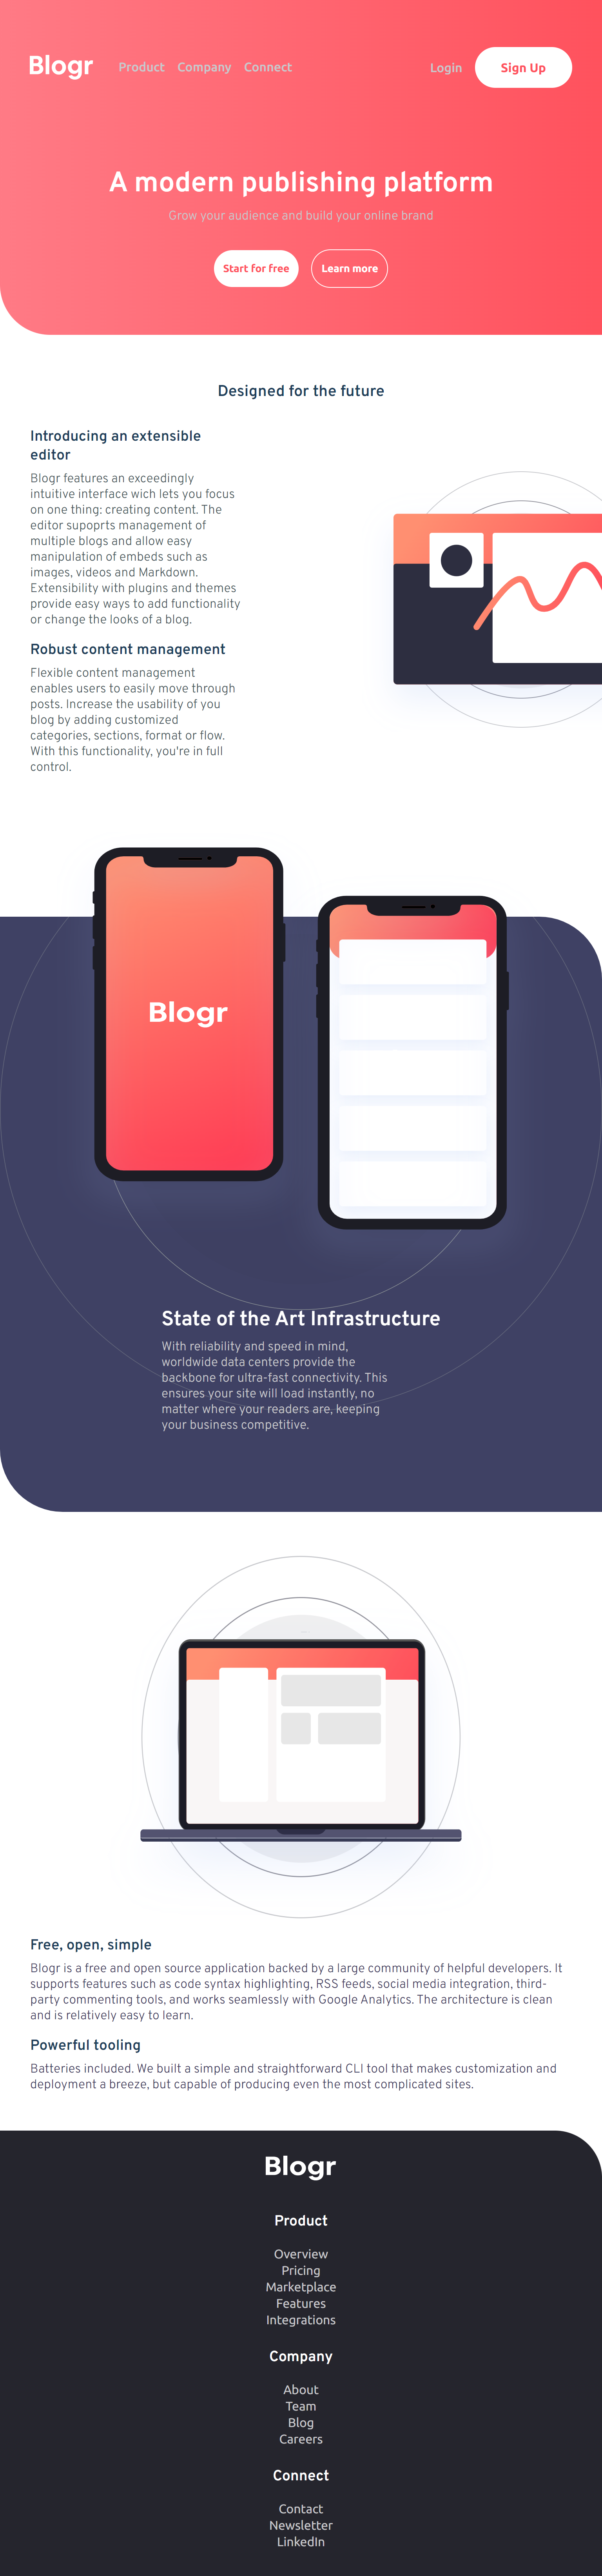 Blogr
Product Company Connect
Login Sign Up
A modern publishing platform
Grow your audience and build your online brand
Start for free Learn more
Designed for the future
Introducing an extensible
editor
Blogr features an exceedingly
intuitive interface wich lets you focus
on one thing: creating content. The
editor supoprts management of
multiple blogs and allow easy
manipulation of embeds such as
images, videos and Markdown.
Extensibility with plugins and themes
provide easy ways to add functionality
or change the looks of a blog.
Robust content management
Flexible content management
enables users to easily move through
posts. Increase the usability of you
blog by adding customized
categories, sections, format or flow.
With this functionality, you're in full
control.
Blogr
State of the Art Infrastructure
With reliability and speed in mind,
worldwide data centers provide the
backbone for ultra-fast connectivity. This
ensures your site will load instantly, no
matter where your readers are, keeping
your business competitive.
Free, open, simple
Blogr is a free and open source application backed by a large community of helpful developers. It
supports features such as code syntax highlighting, RSS feeds, social media integration, third-
party commenting tools, and works seamlessly with Google Analytics. The architecture is clean
and is relatively easy to learn.
Powerful tooling
Batteries included. We built a simple and straightforward CLI tool that makes customization and
deployment a breeze, but capable of producing even the most complicated sites.
Blogr
Product
Overview
Pricing
Marketplace
Features
Integrations
Company
About
Team
Blog
Careers
Connect
Contact
Newsletter
LinkedIn